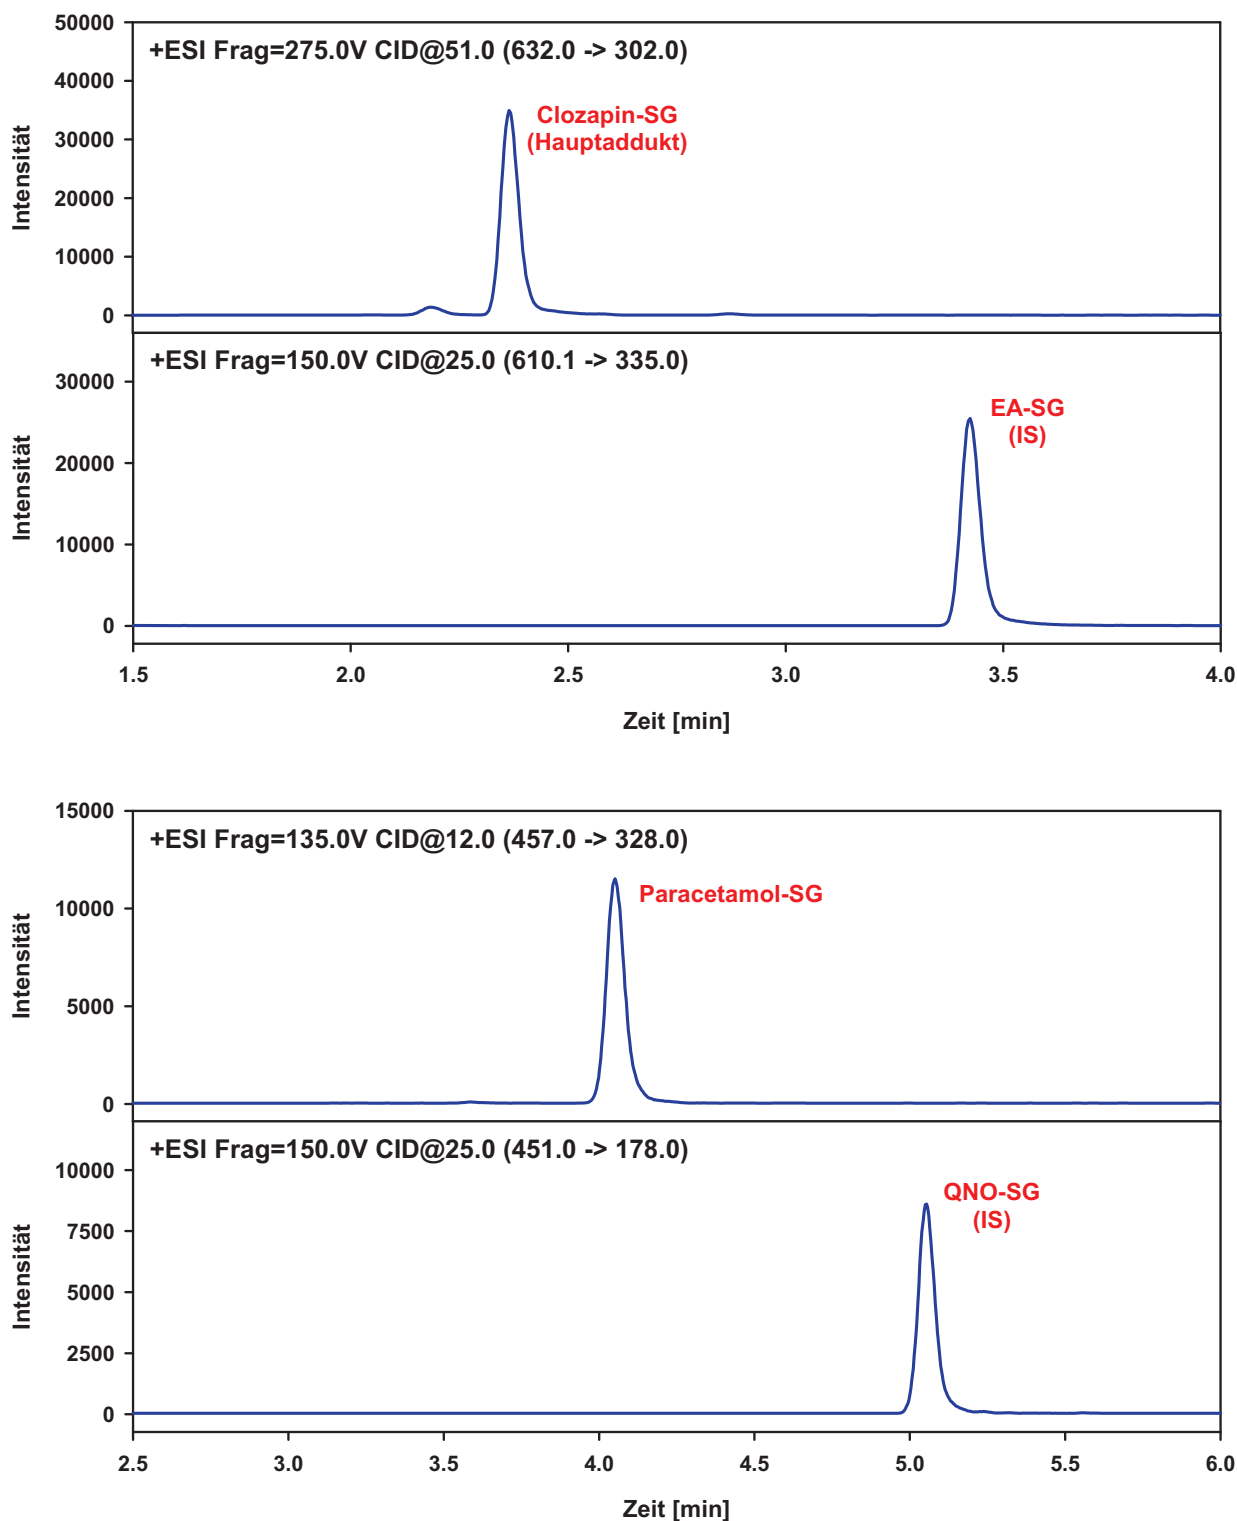 +ESI Frag=275.0V CID@51.0 (632.0 -> 302.0)
Clozapin-SG
(Hauptaddukt)
Intensität
50000
40000
30000
20000
10000
0
+ESI Frag=150.0V CID@25.0 (610.1 -> 335.0)
EA-SG
(IS)
Intensität
30000
20000
10000
0
1.5 2.0 2.5 3.0 3.5 4.0
Zeit [min]
+ESI Frag=135.0V CID@12.0 (457.0 -> 328.0)
Paracetamol-SG
Intensität
15000
10000
5000
0
+ESI Frag=150.0V CID@25.0 (451.0 -> 178.0)
QNO-SG
(IS)
Intensität
10000
7500
5000
2500
0
2.5 3.0 3.5 4.0 4.5 5.0 5.5 6.0
Zeit [min]